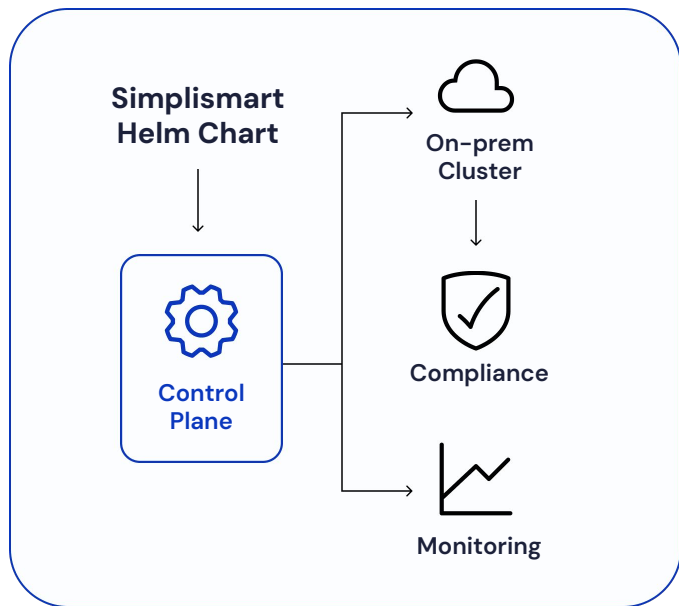 Simplismart
Helm Chart
Control
Plane
On-prem
Cluster
Compliance
Monitoring